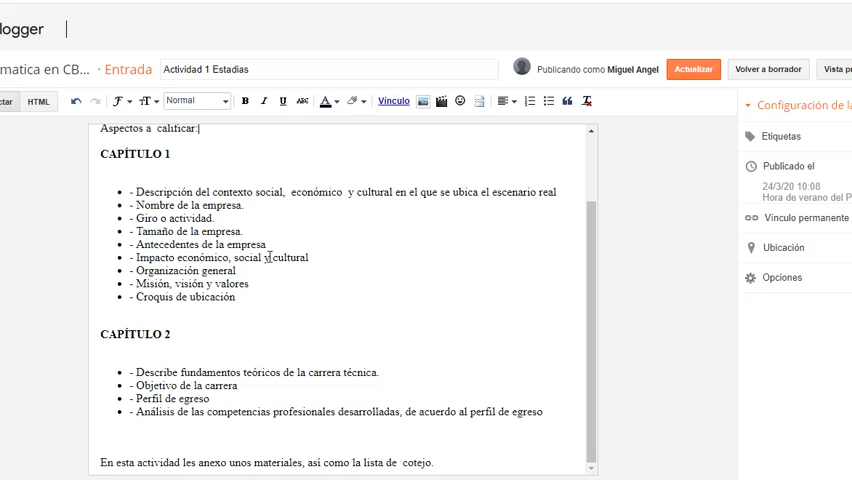 logger
matica en CB... · Entrada
Actividad 1 Estadias
Publicando como Miguel Angel
Actualizar
Volver a borrador
Vista pr
ctar
HTML
Normal
B I U ABC A
Vínculo
Aspectos a calificar:
CAPÍTULO 1
- Descripción del contexto social, económico y cultural en el que se ubica el escenario real
- Nombre de la empresa.
- Giro o actividad.
- Tamaño de la empresa.
- Antecedentes de la empresa
- Impacto económico, social y cultural
- Organización general
- Misión, visión y valores
- Croquis de ubicación
CAPÍTULO 2
- Describe fundamentos teóricos de la carrera técnica.
- Objetivo de la carrera
- Perfil de egreso
- Análisis de las competencias profesionales desarrolladas, de acuerdo al perfil de egreso
En esta actividad les anexo unos materiales, así como la lista de cotejo.
Configuración de la
Etiquetas
Publicado el
24/3/20 10:08
Hora de verano del P
Vínculo permanente
Ubicación
Opciones